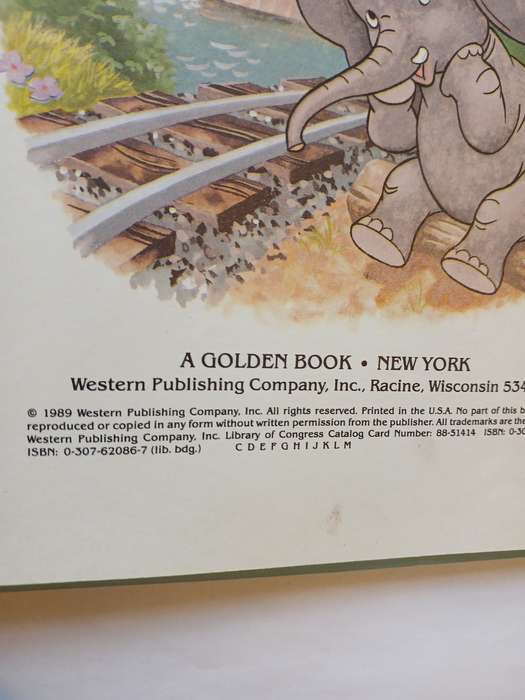 A GOLDEN BOOK • NEW YORK
Western Publishing Company, Inc., Racine, Wisconsin 534
© 1989 Western Publishing Company, Inc. All rights reserved. Printed in the U.S.A. No part of this b
reproduced or copied in any form without written permission from the publisher. All trademarks are the
Western Publishing Company, Inc. Library of Congress Catalog Card Number: 88-51414 ISBN: 0-30
ISBN: 0-307-62086-7 (lib. bdg.) C D E F G H I J K L M